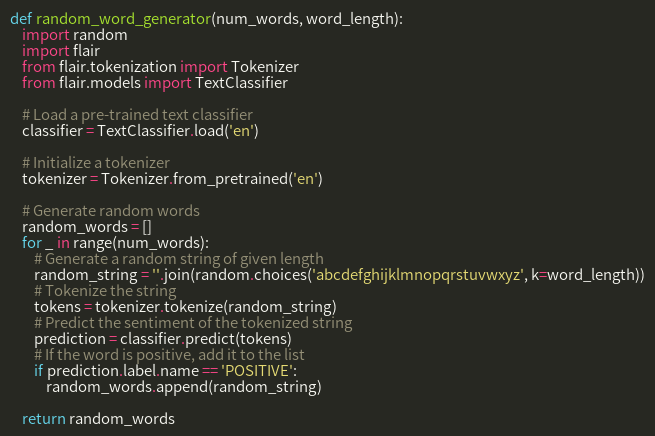 def random_word_generator(num_words, word_length):
    import random
    import flair
    from flair.tokenization import Tokenizer
    from flair.models import TextClassifier

    # Load a pre-trained text classifier
    classifier = TextClassifier.load('en')

    # Initialize a tokenizer
    tokenizer = Tokenizer.from_pretrained('en')

    # Generate random words
    random_words = []
    for _ in range(num_words):
        # Generate a random string of given length
        random_string = ''.join(random.choices('abcdefghijklmnopqrstuvwxyz', k=word_length))
        # Tokenize the string
        tokens = tokenizer.tokenize(random_string)
        # Predict the sentiment of the tokenized string
        prediction = classifier.predict(tokens)
        # If the word is positive, add it to the list
        if prediction.label.name == 'POSITIVE':
            random_words.append(random_string)

    return random_words